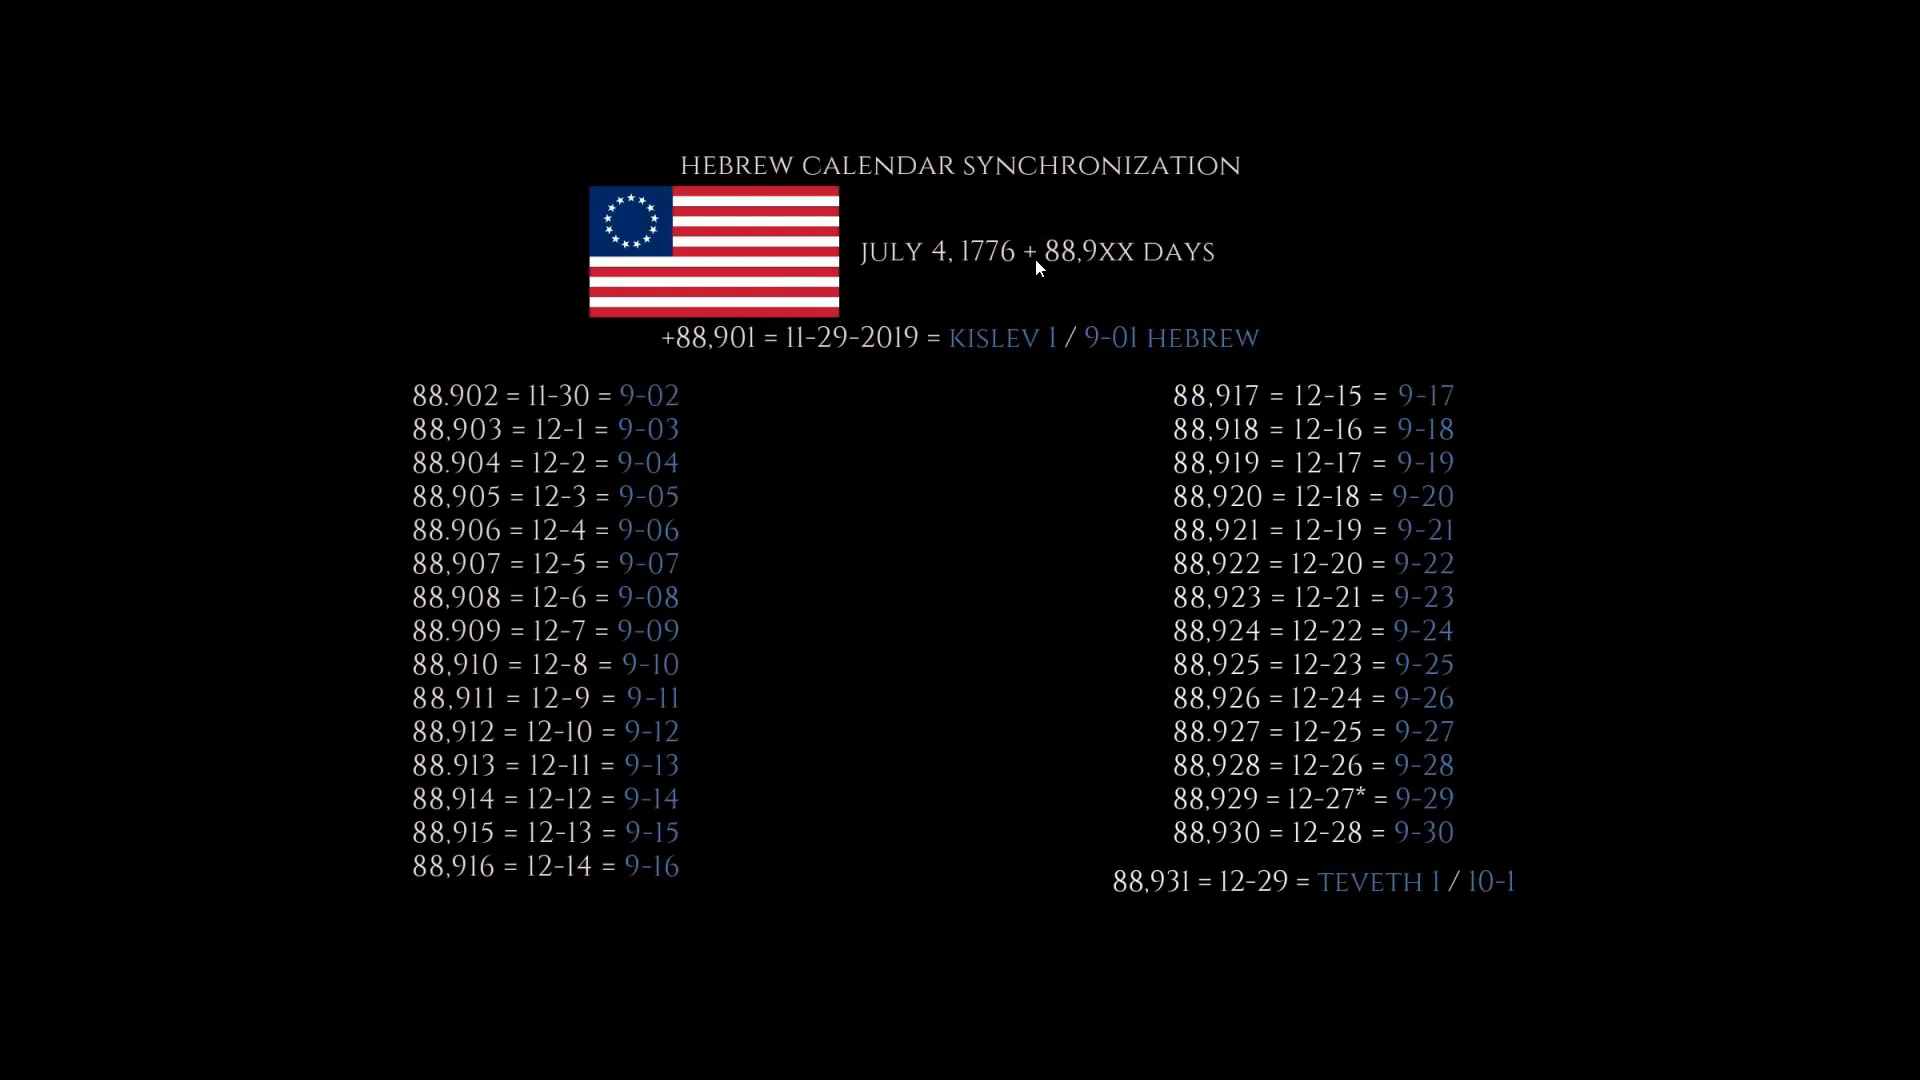 HEBREW CALENDAR SYNCHRONIZATION
JULY 4, 1776 + 88,9XX DAYS
+88,901 = 11-29-2019 = KISLEV 1 / 9-01 HEBREW
88.902 = 11-30 = 9-02
88,903 = 12-1 = 9-03
88.904 = 12-2 = 9-04
88,905 = 12-3 = 9-05
88.906 = 12-4 = 9-06
88,907 = 12-5 = 9-07
88,908 = 12-6 = 9-08
88.909 = 12-7 = 9-09
88,910 = 12-8 = 9-10
88,911 = 12-9 = 9-11
88,912 = 12-10 = 9-12
88.913 = 12-11 = 9-13
88,914 = 12-12 = 9-14
88,915 = 12-13 = 9-15
88,916 = 12-14 = 9-16
88,917 = 12-15 = 9-17
88,918 = 12-16 = 9-18
88,919 = 12-17 = 9-19
88,920 = 12-18 = 9-20
88,921 = 12-19 = 9-21
88,922 = 12-20 = 9-22
88,923 = 12-21 = 9-23
88,924 = 12-22 = 9-24
88,925 = 12-23 = 9-25
88,926 = 12-24 = 9-26
88.927 = 12-25 = 9-27
88,928 = 12-26 = 9-28
88,929 = 12-27* = 9-29
88,930 = 12-28 = 9-30
88,931 = 12-29 = TEVETH 1 / 10-1